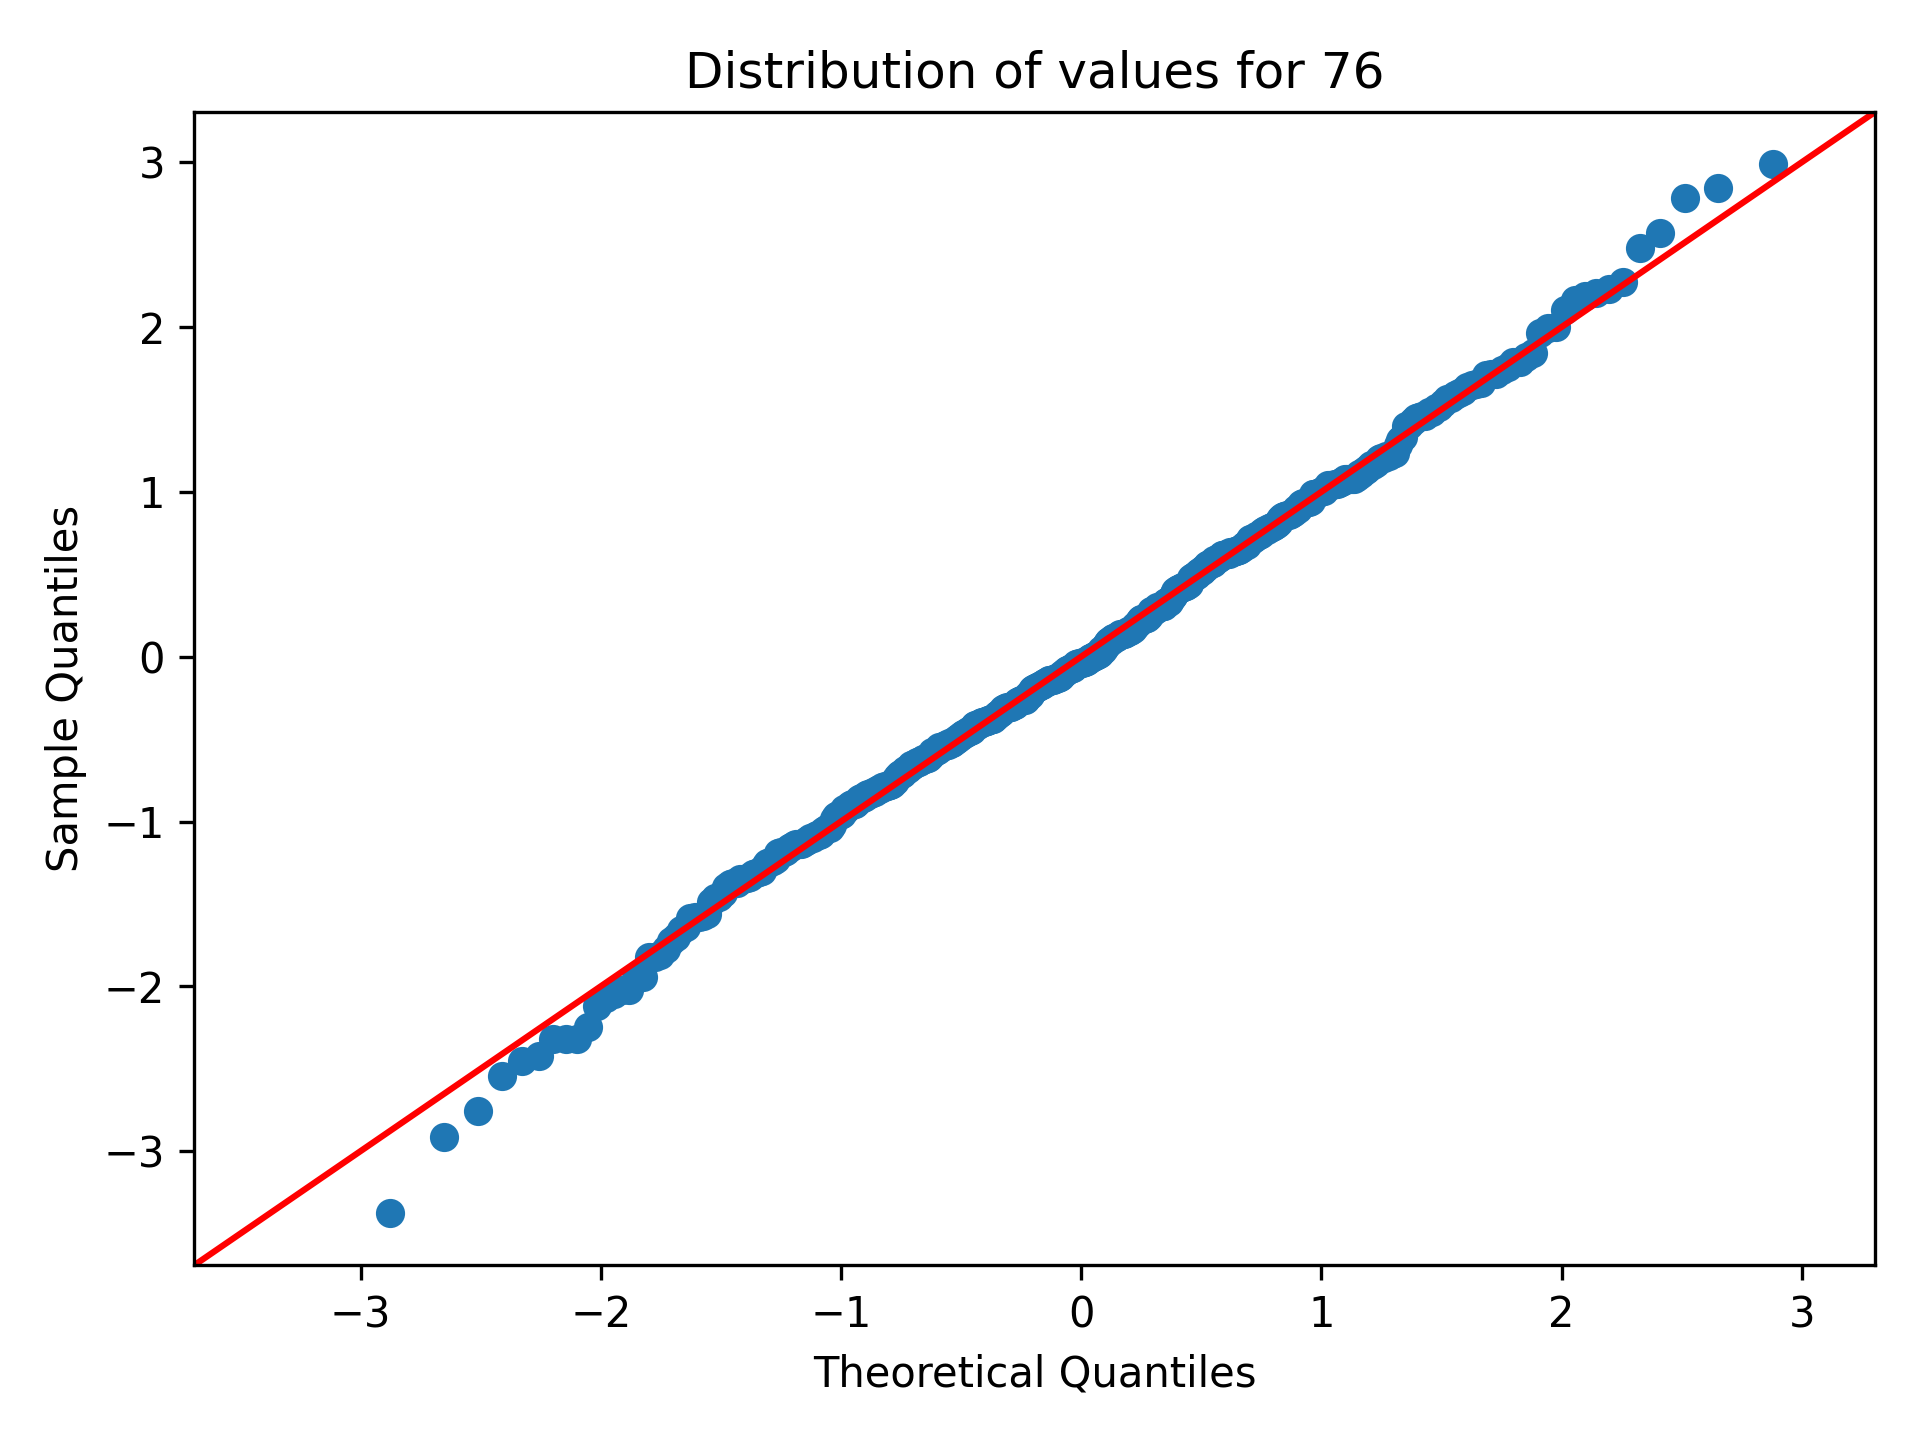 Distribution of values for 76
3
2
1
0
−1
−2
−3
Sample Quantiles
−3 −2 −1 0 1 2 3
Theoretical Quantiles